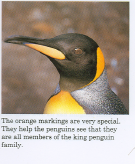 The orange markings are very special.
They help the penguins see that they
are all members of the king penguin
family.